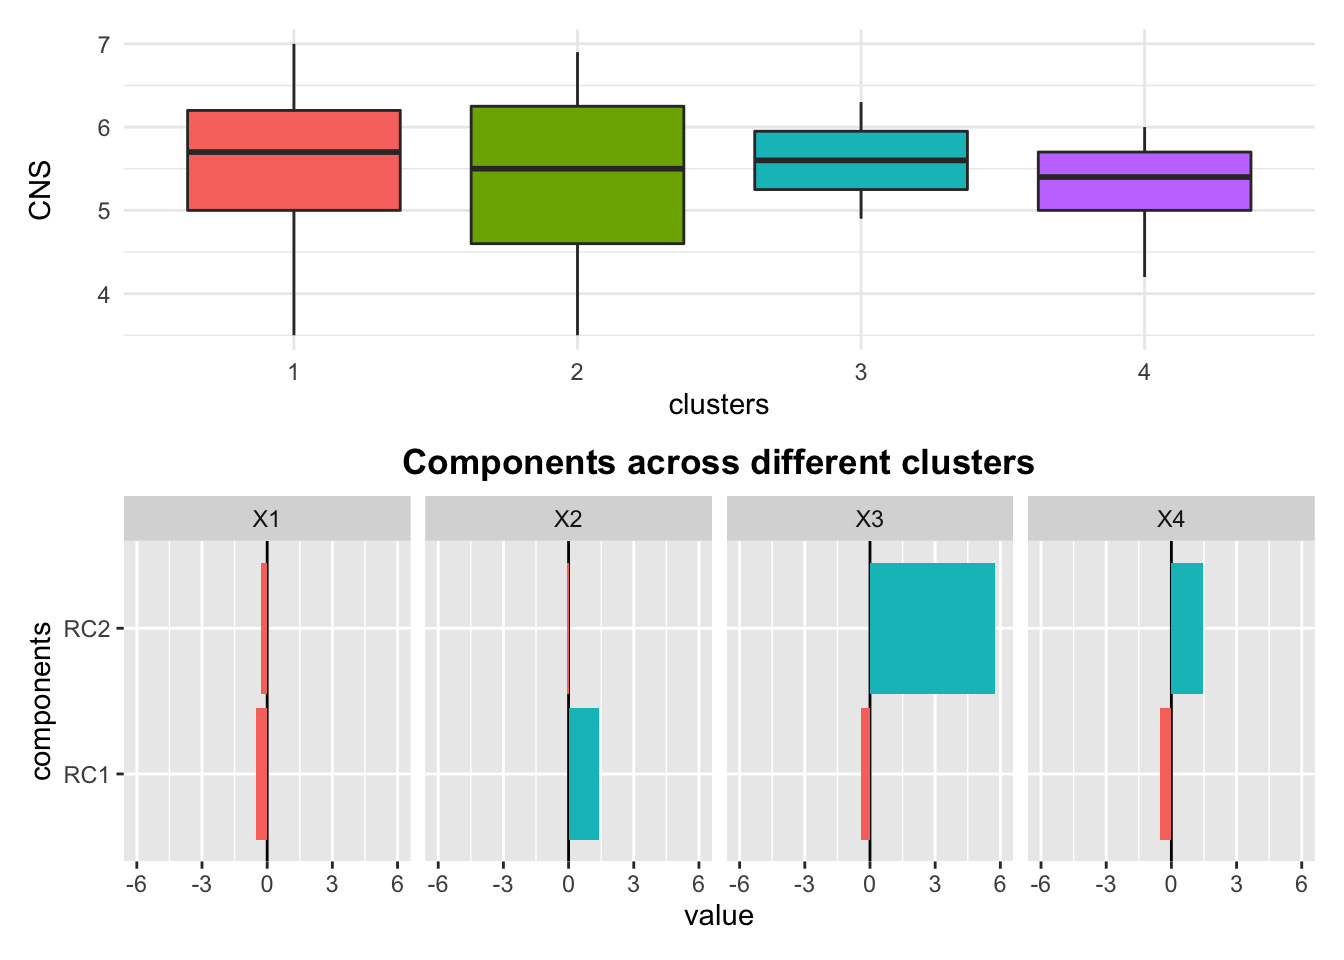 7
6
5
4
CNS
1 2 3 4
clusters
Components across different clusters
X1 X2 X3 X4
components
RC2
RC1
-6 -3 0 3 6 -6 -3 0 3 6 -6 -3 0 3 6 -6 -3 0 3 6
value